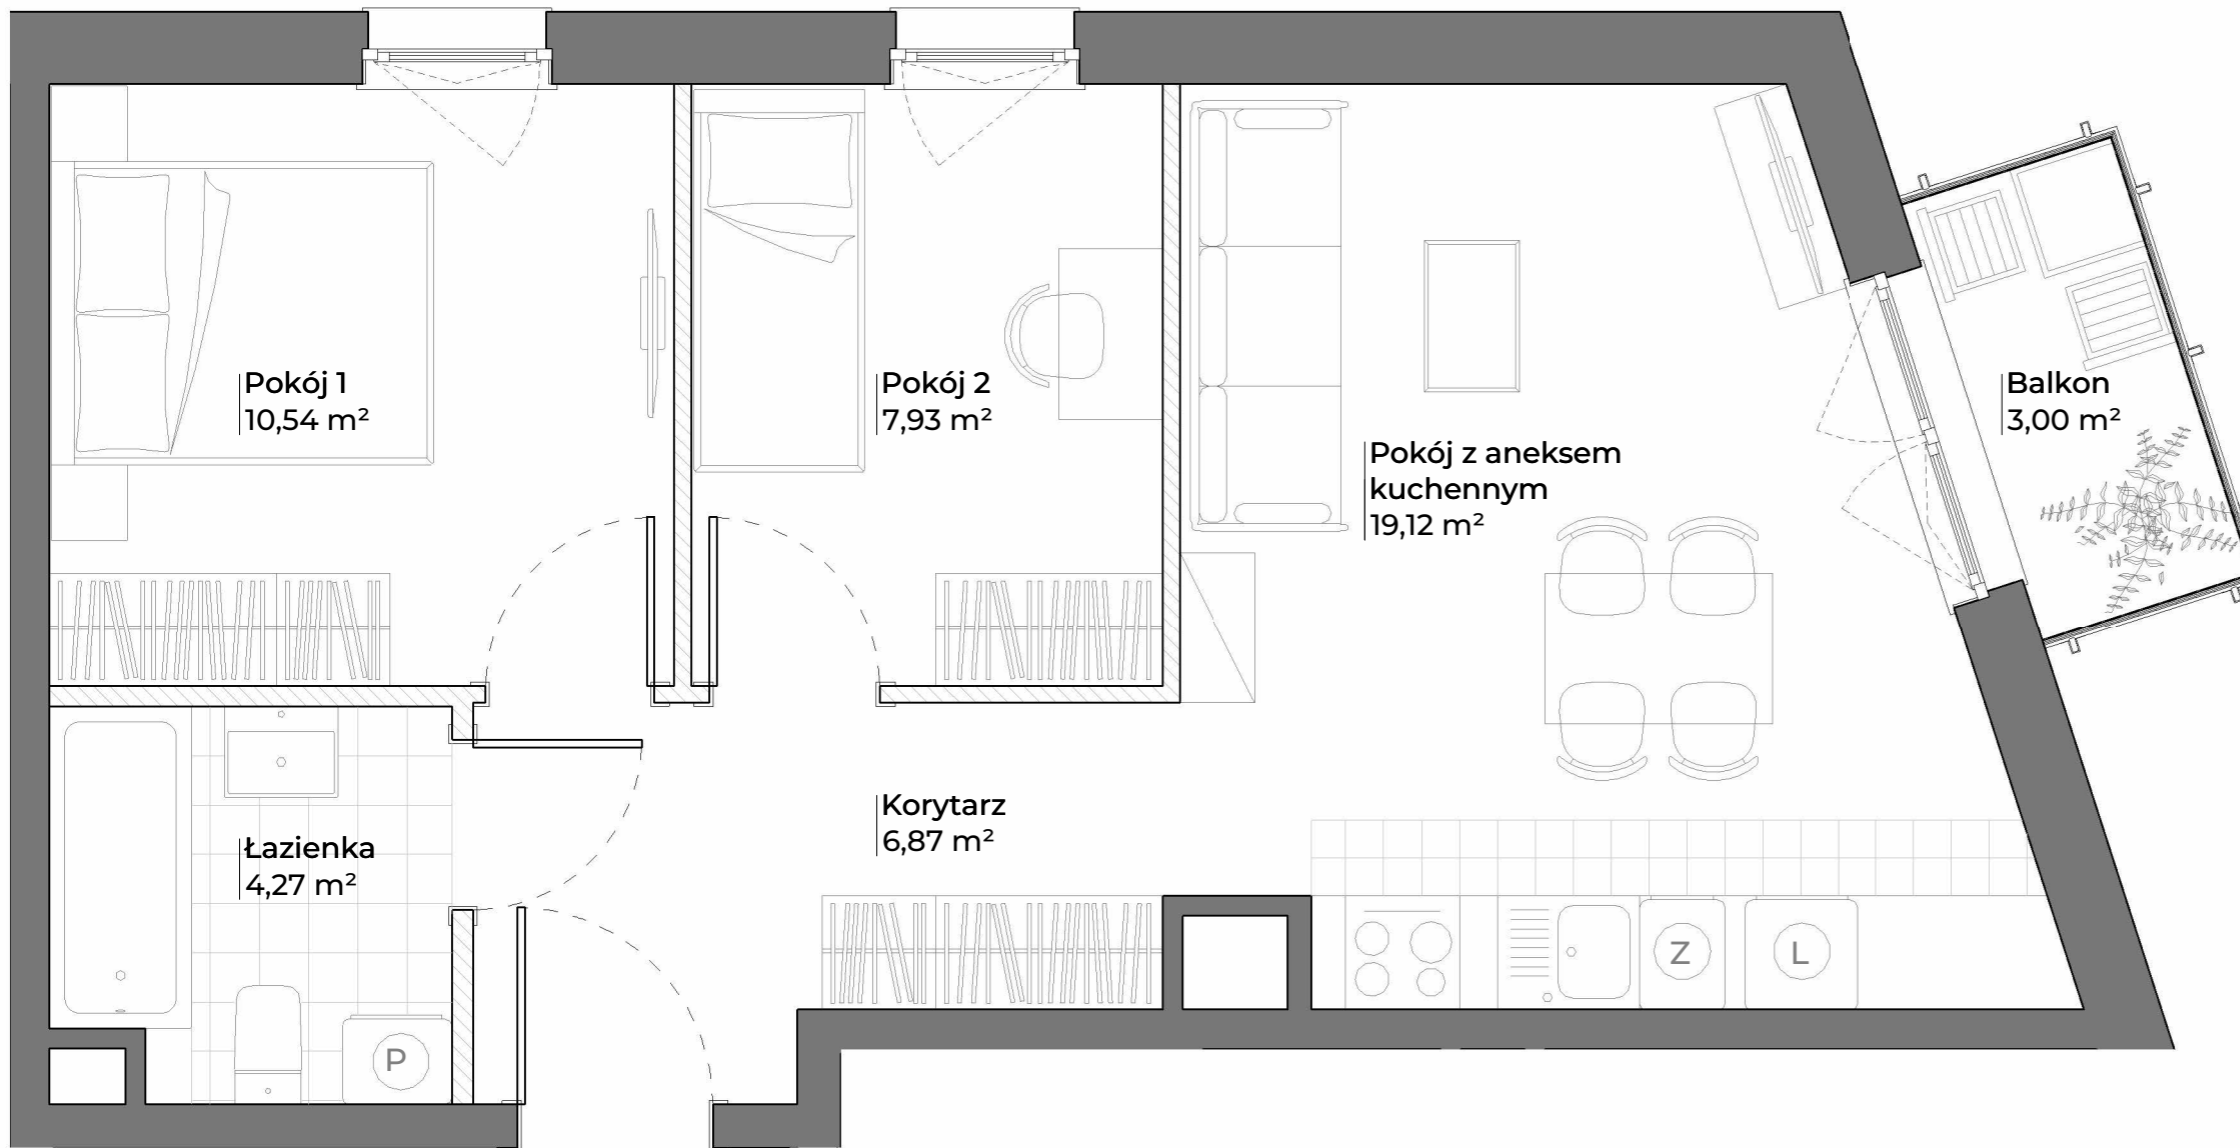 Pokój 1
10,54 m²
Pokój 2
7,93 m²
Pokój z aneksem
kuchennym
19,12 m²
Balkon
3,00 m²
Korytarz
6,87 m²
Łazienka
4,27 m²
Z
L
P